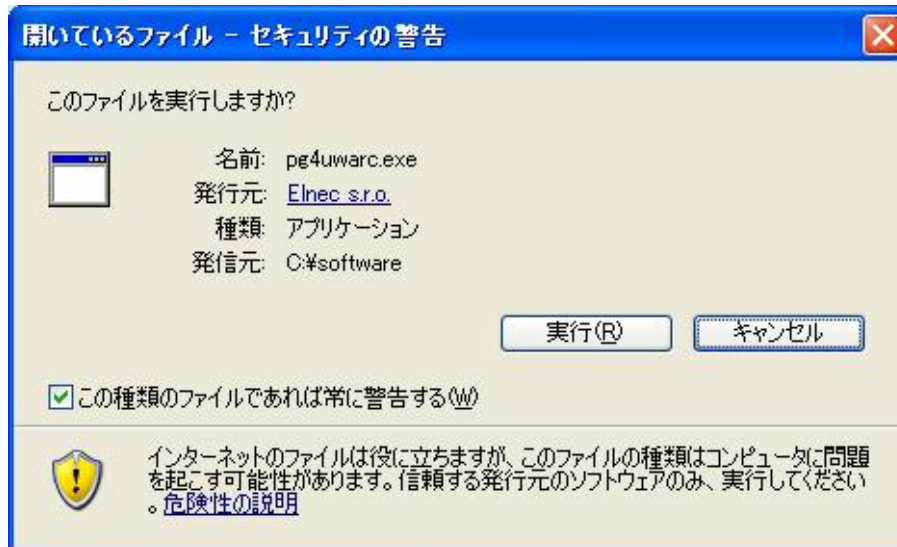 開いているファイル － セキュリティの警告
このファイルを実行しますか?
名前: pg4uwarc.exe
発行元: Elnec s.r.o.
種類: アプリケーション
発信元: C:¥software
実行(R)
キャンセル
この種類のファイルであれば常に警告する(W)
インターネットのファイルは役に立ちますが、このファイルの種類はコンピュータに問題
を起こす可能性があります。信頼する発行元のソフトウェアのみ、実行してください
。危険性の説明